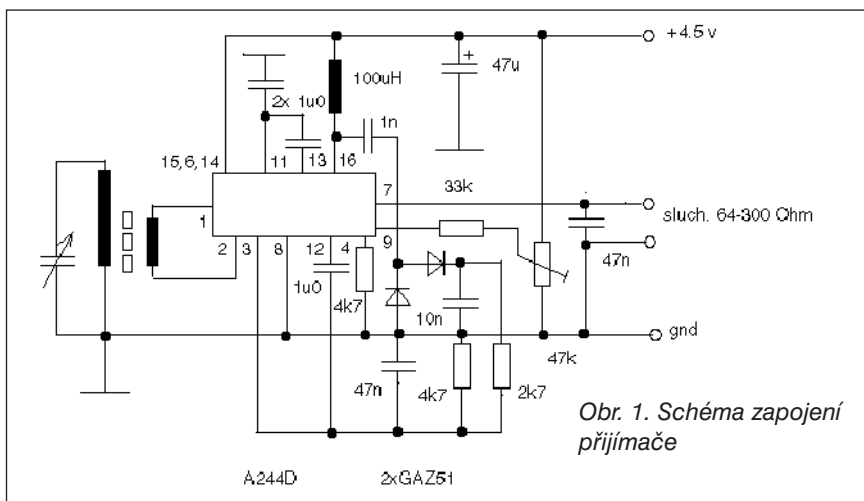 +4.5 v
47u
+
100uH
2x 1u0
1n
15,6,14
11
13
16
33k
7
sluch. 64-300 Ohm
1
2
3
8
12
4
9
47n
1u0
4k7
10n
gnd
47k
47n
4k7
2k7
Obr. 1. Schéma zapojení
přijímače
A244D
2xGAZ51